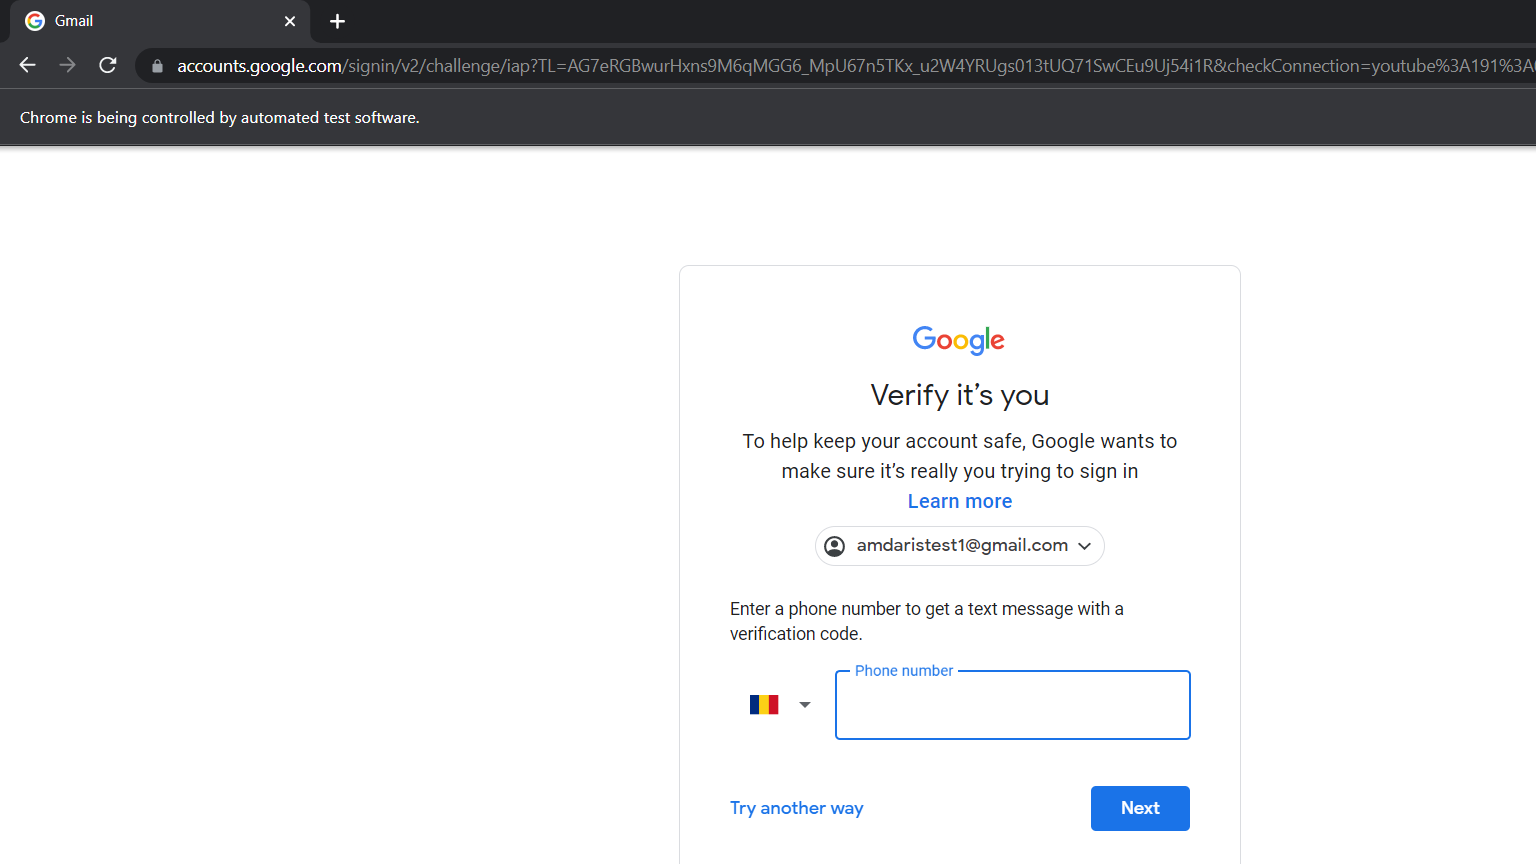 Gmail
accounts.google.com/signin/v2/challenge/iap?TL=AG7eRGBwurHxns9M6qMGG6_MpU67n5TKx_u2W4YRUgs013tUQ71SwCEu9Uj54i1R&checkConnection=youtube%3A191%3A
Chrome is being controlled by automated test software.
Google
Verify it’s you
To help keep your account safe, Google wants to
make sure it’s really you trying to sign in
Learn more
amdaristest1@gmail.com
Enter a phone number to get a text message with a
verification code.
Phone number
Try another way
Next